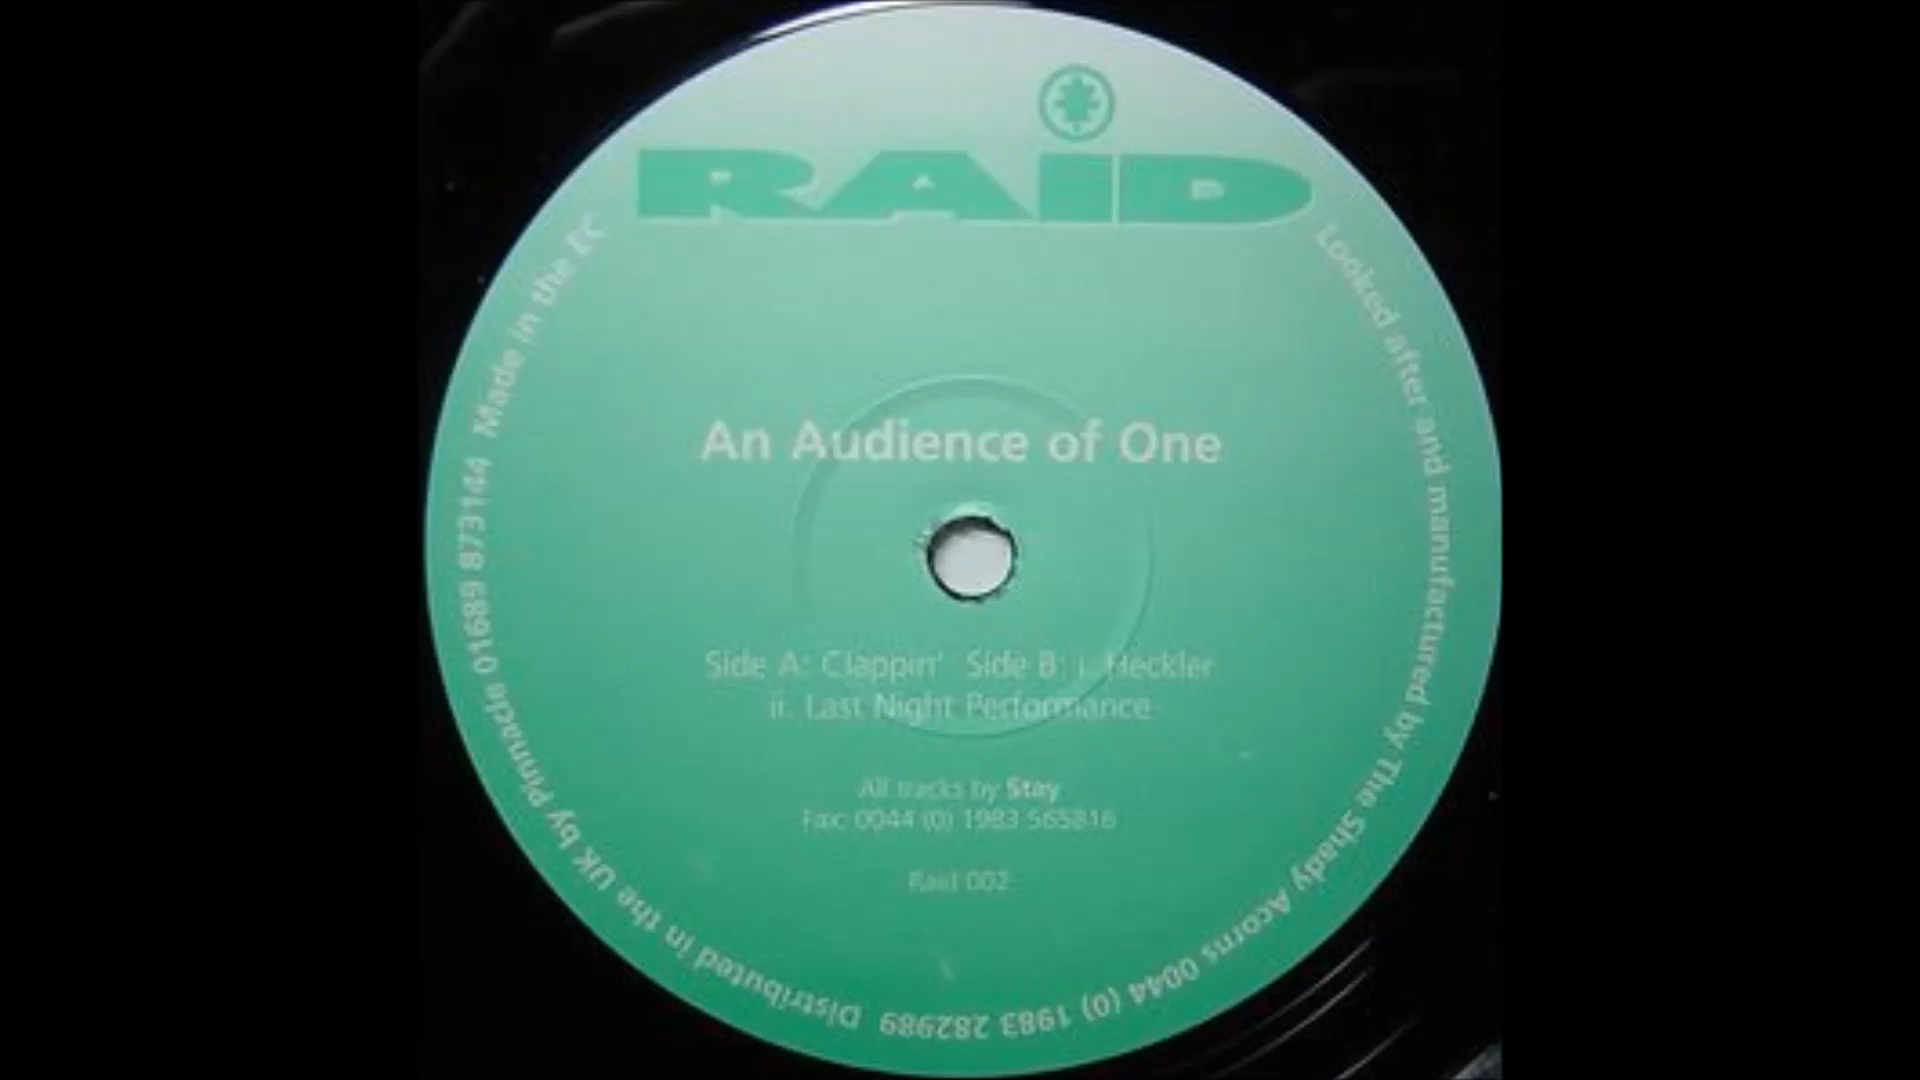 RAiD
An Audience of One
Side A: Clappin' Side B: i. Heckler
ii. Last Night Performance
All tracks by Stay
Fax: 0044 (0) 1983 565816
Raid 002
Looked after and manufactured by The Shady Acorns 0044 (0) 1983 282989 Distributed in the UK by Pinnacle 01689 873144 Made in the EC